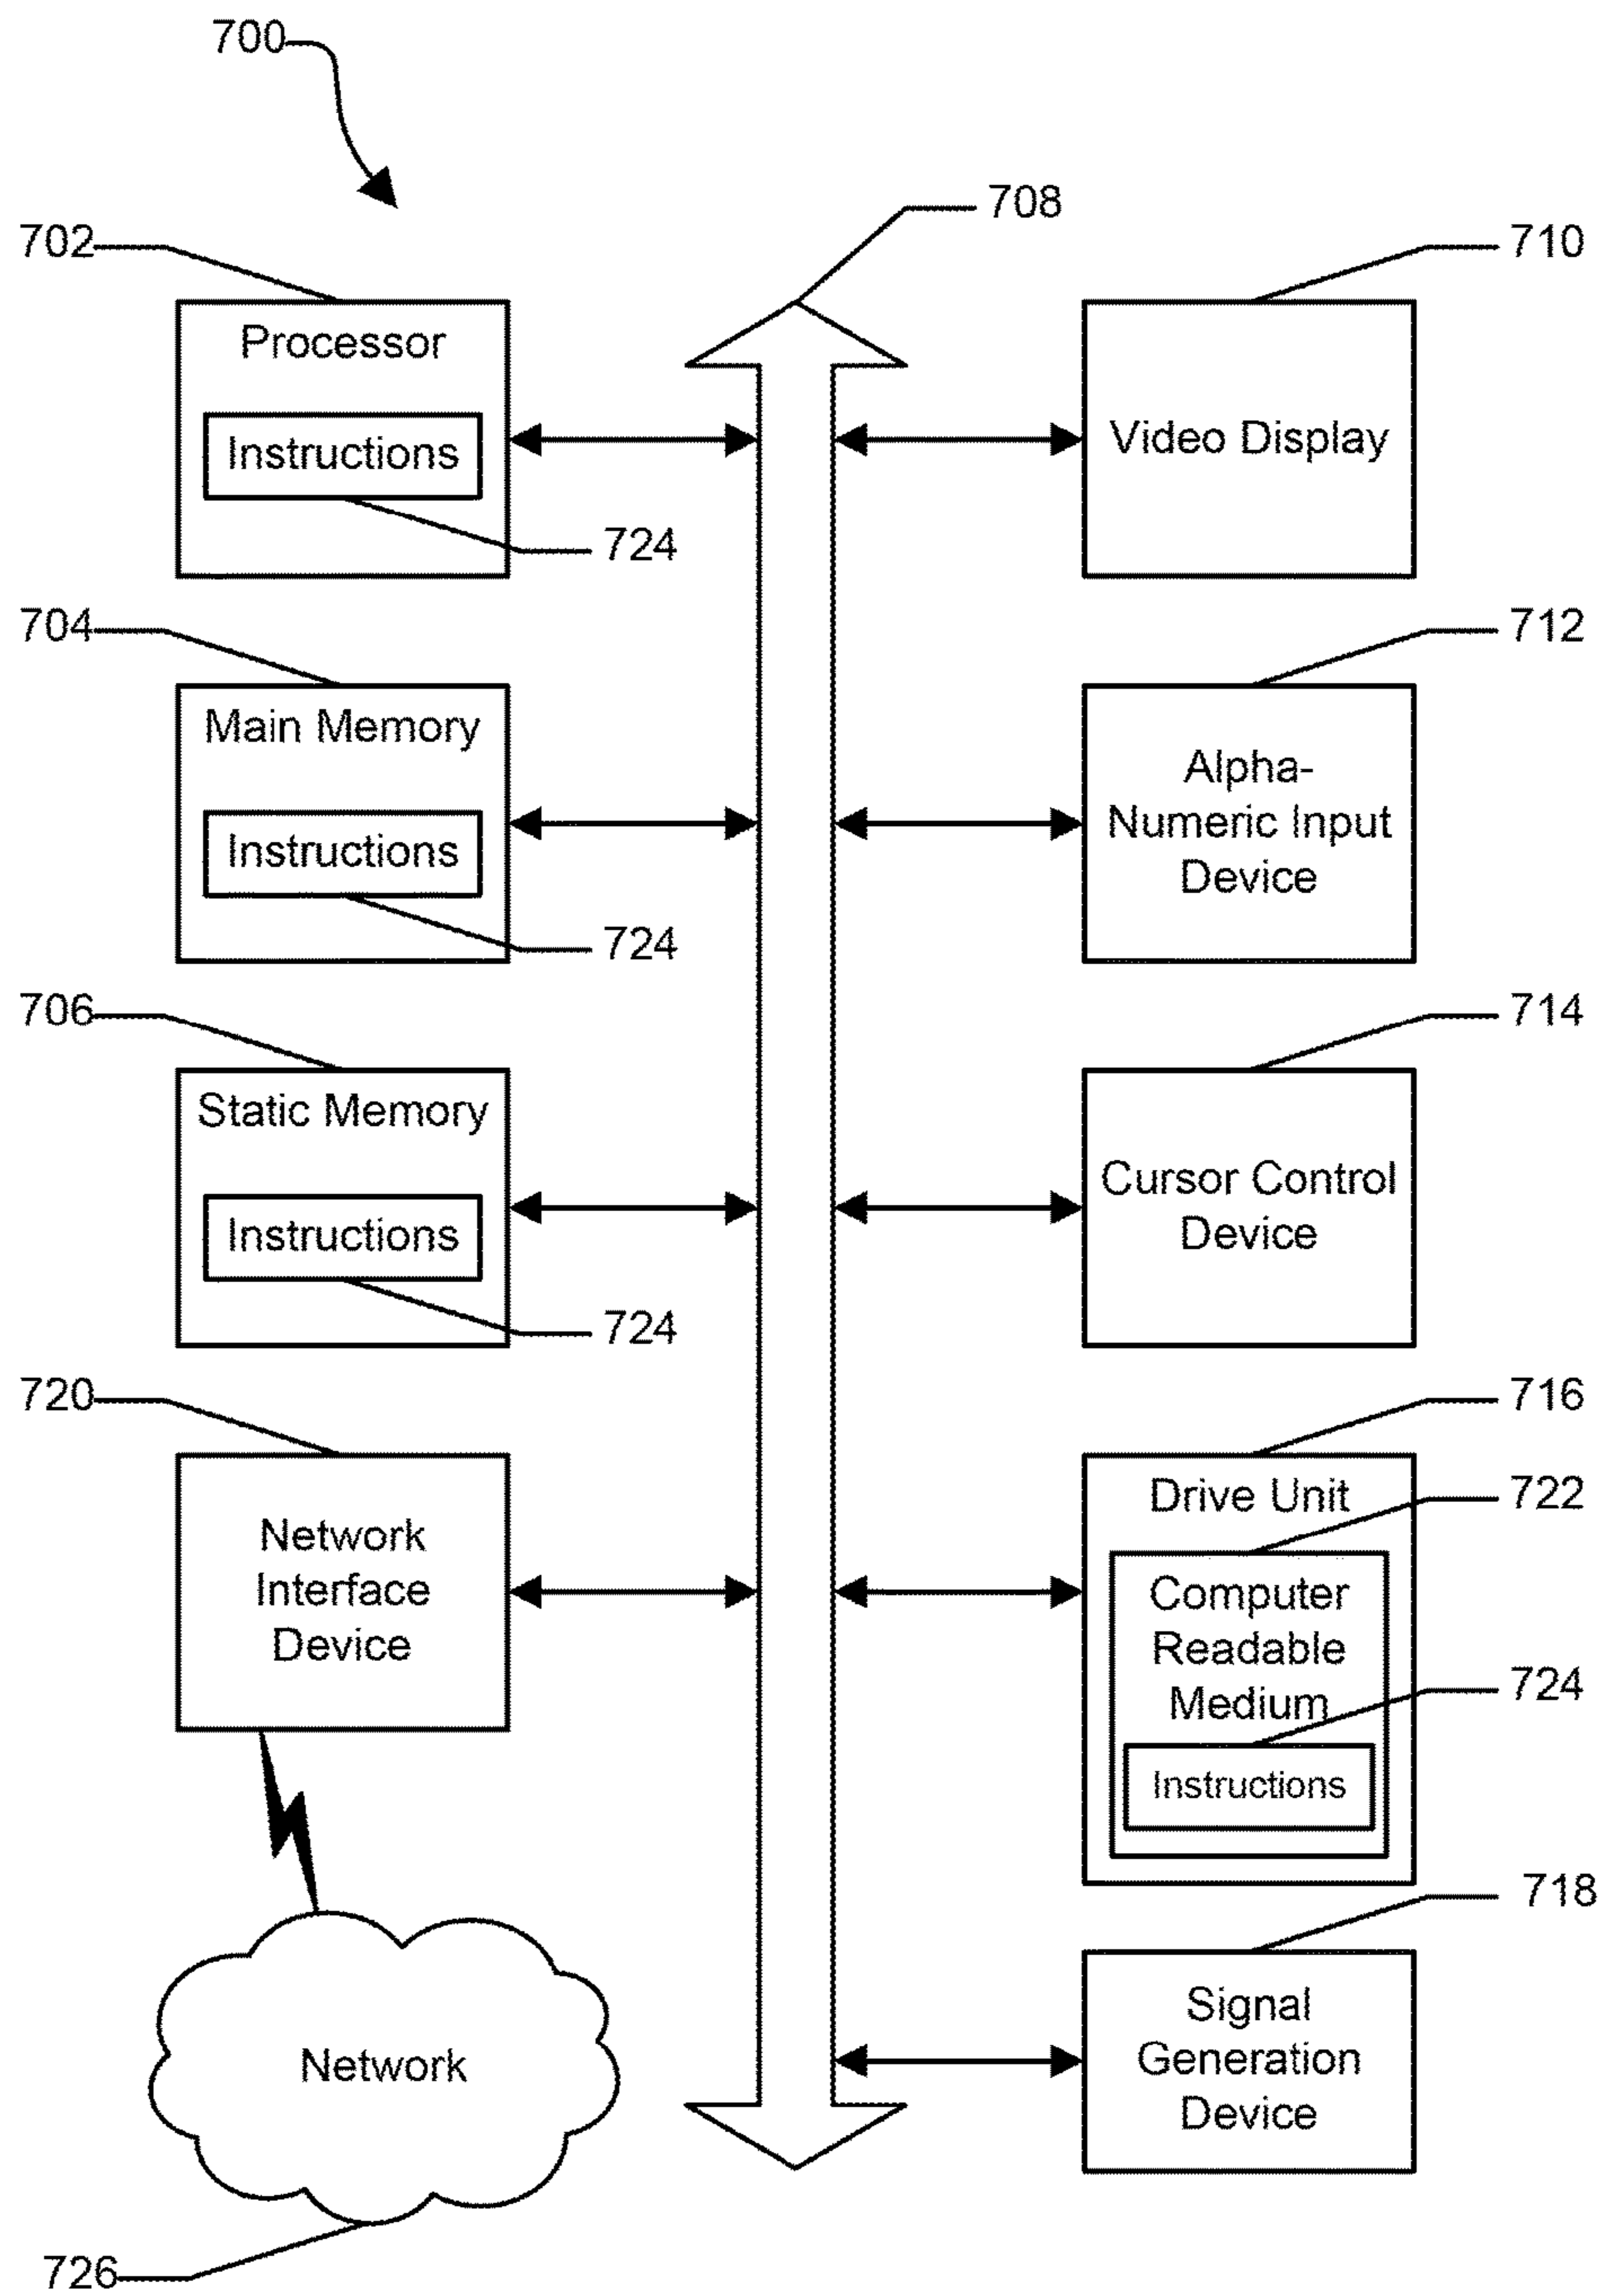 700
708
702
710
Processor
Instructions
724
Video Display
704
712
Main Memory
Instructions
724
Alpha-
Numeric Input
Device
706
714
Static Memory
Instructions
724
Cursor Control
Device
720
716
Network
Interface
Device
Drive Unit
722
Computer
Readable
Medium
724
Instructions
718
Network
Signal
Generation
Device
726